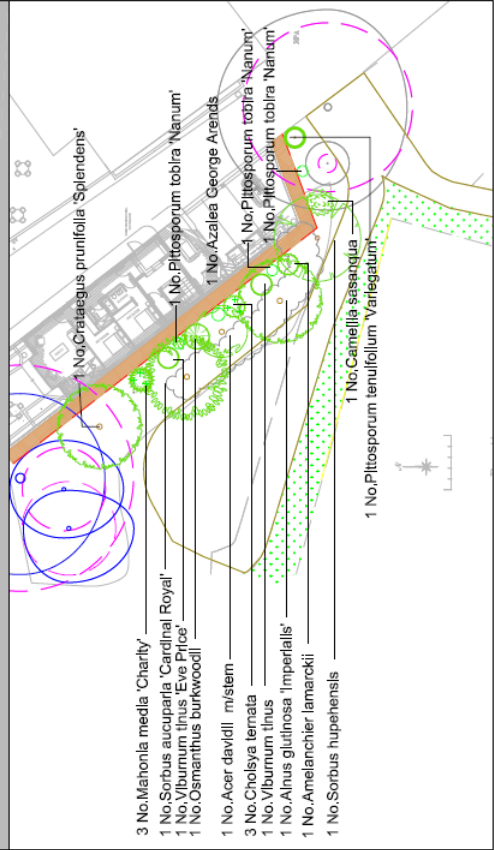 1 No,Crataegus prunifolia 'Splendens'
1 No,Pittosporum tobira 'Nanum'
1 No.Azalea George Arends
1 No,Pittosporum tobira 'Nanum'
1 No,Pittosporum tobira 'Nanum'
1 No,Camellia sasanqua
1 No,Pittosporum tenuifolium 'Variegatum'
3 No.Mahonia media 'Charity'
1 No.Sorbus aucuparia 'Cardinal Royal'
1 No,Viburnum tinus 'Eve Price'
1 No.Osmanthus burkwoodii
1 No.Acer davidii m/stem
3 No.Choisya ternata
1 No.Viburnum tinus
1 No.Alnus glutinosa 'Imperialis'
1 No.Amelanchier lamarckii
1 No.Sorbus hupehensis